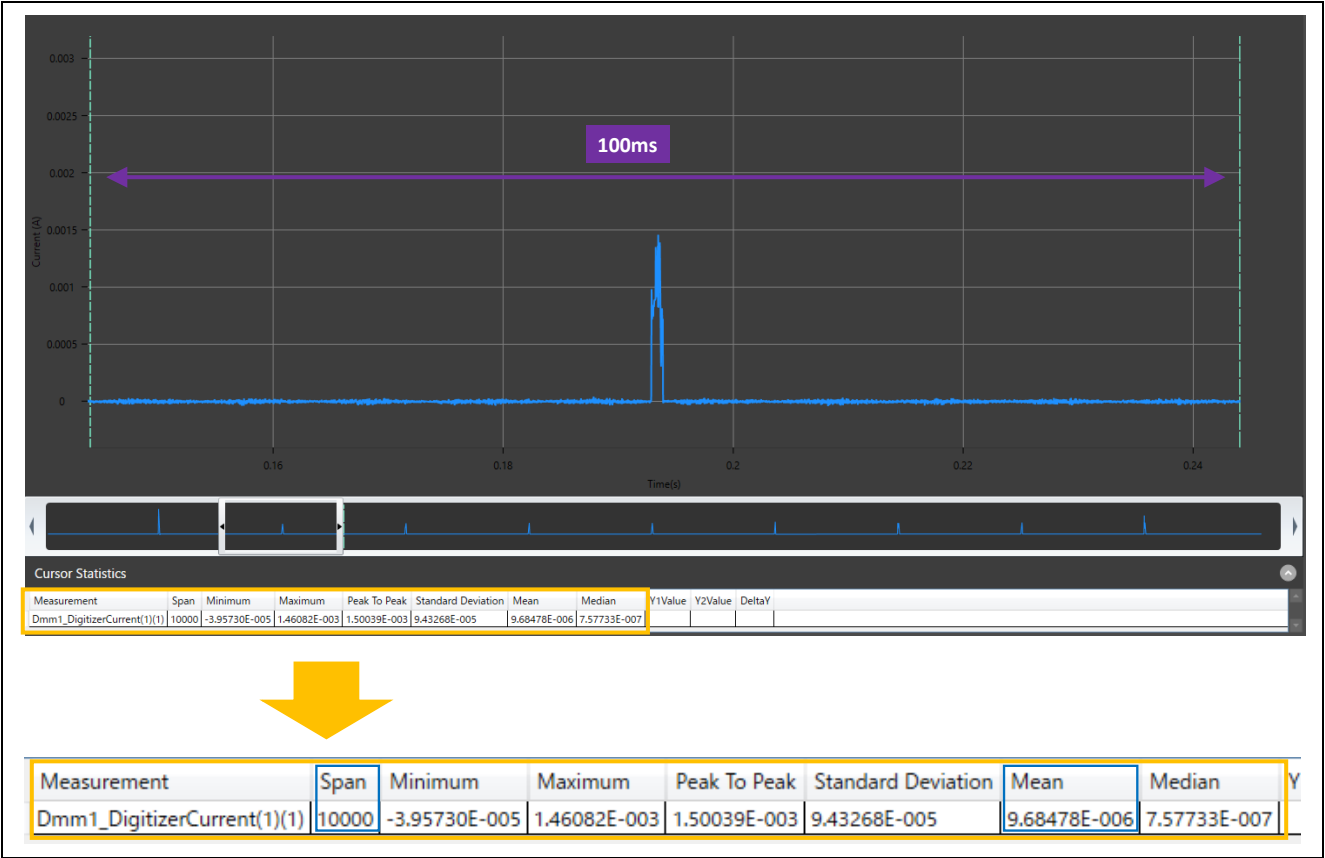 0.003
0.0025
100ms
0.002
Current (A)
0.0015
0.001
0.0005
0
0.16 0.18 0.2 0.22 0.24
Time(s)
Cursor Statistics
Measurement Span Minimum Maximum Peak To Peak Standard Deviation Mean Median Y1Value Y2Value DeltaY
Dmm1_DigitizerCurrent(1)(1) 10000 -3.95730E-005 1.46082E-003 1.50039E-003 9.43268E-005 9.68478E-006 7.57733E-007
Measurement Span Minimum Maximum Peak To Peak Standard Deviation Mean Median Y
Dmm1_DigitizerCurrent(1)(1) 10000 -3.95730E-005 1.46082E-003 1.50039E-003 9.43268E-005 9.68478E-006 7.57733E-007